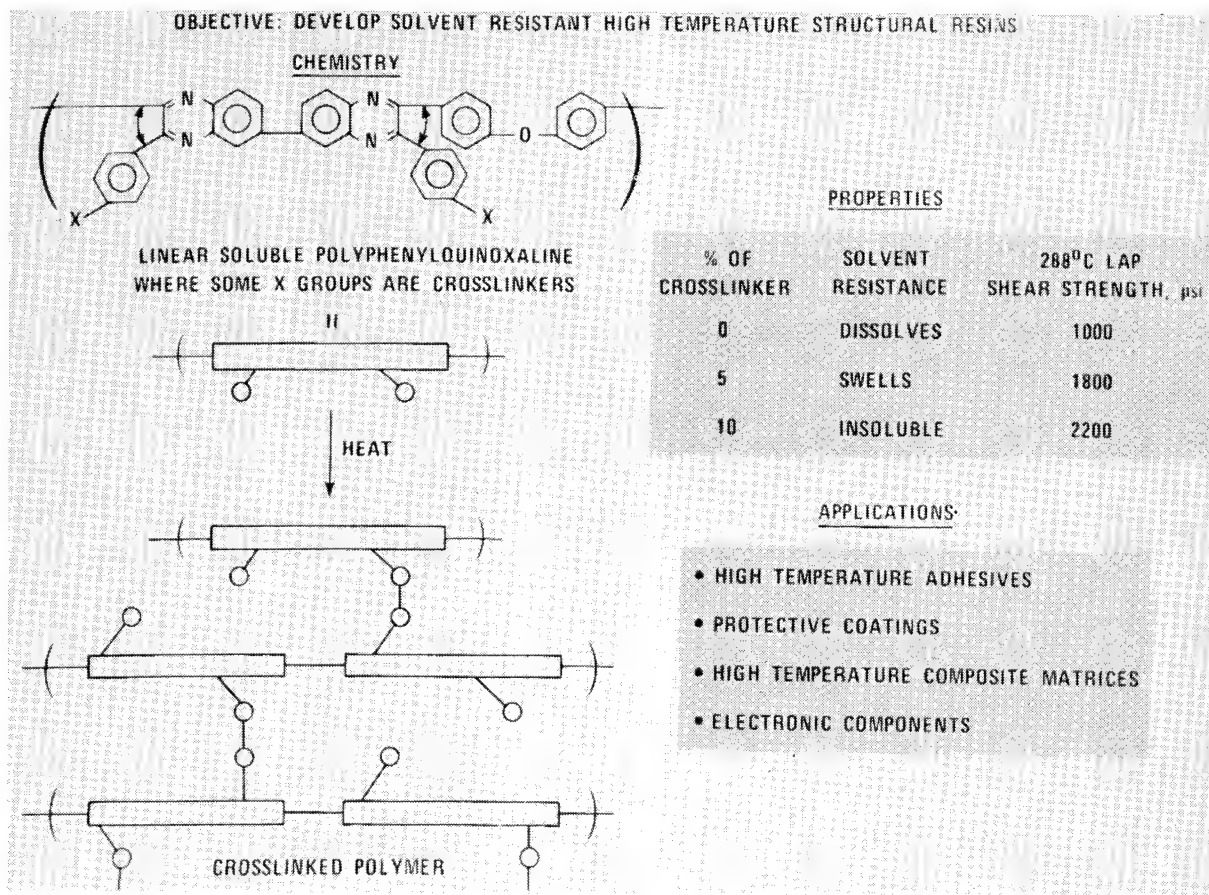 OBJECTIVE: DEVELOP SOLVENT RESISTANT HIGH TEMPERATURE STRUCTURAL RESINS
CHEMISTRY
N
N
N
N
O
X
X
LINEAR SOLUBLE POLYPHENYLQUINOXALINE
WHERE SOME X GROUPS ARE CROSSLINKERS
HEAT
CROSSLINKED POLYMER
PROPERTIES
% OF CROSSLINKER SOLVENT RESISTANCE 288⁰C LAP SHEAR STRENGTH, psi
0 DISSOLVES 1000
5 SWELLS 1800
10 INSOLUBLE 2200
APPLICATIONS
• HIGH TEMPERATURE ADHESIVES
• PROTECTIVE COATINGS
• HIGH TEMPERATURE COMPOSITE MATRICES
• ELECTRONIC COMPONENTS